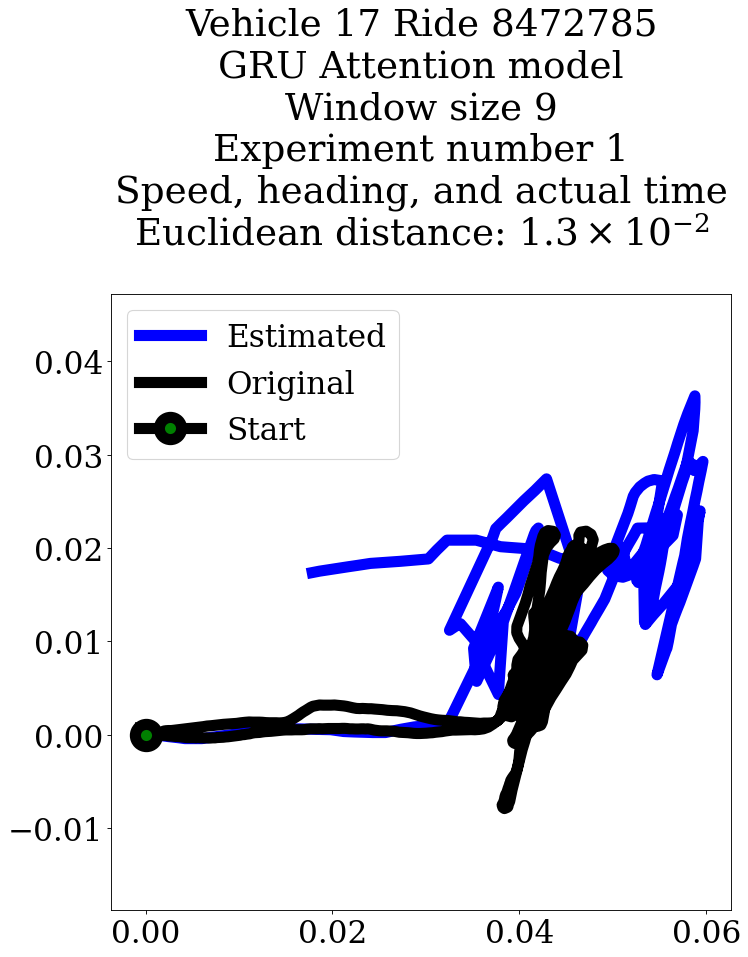 Vehicle 17 Ride 8472785
GRU Attention model
Window size 9
Experiment number 1
Speed, heading, and actual time
Euclidean distance: 1.3 × 10⁻²
Estimated
Original
Start
0.04
0.03
0.02
0.01
0.00
−0.01
0.00 0.02 0.04 0.06